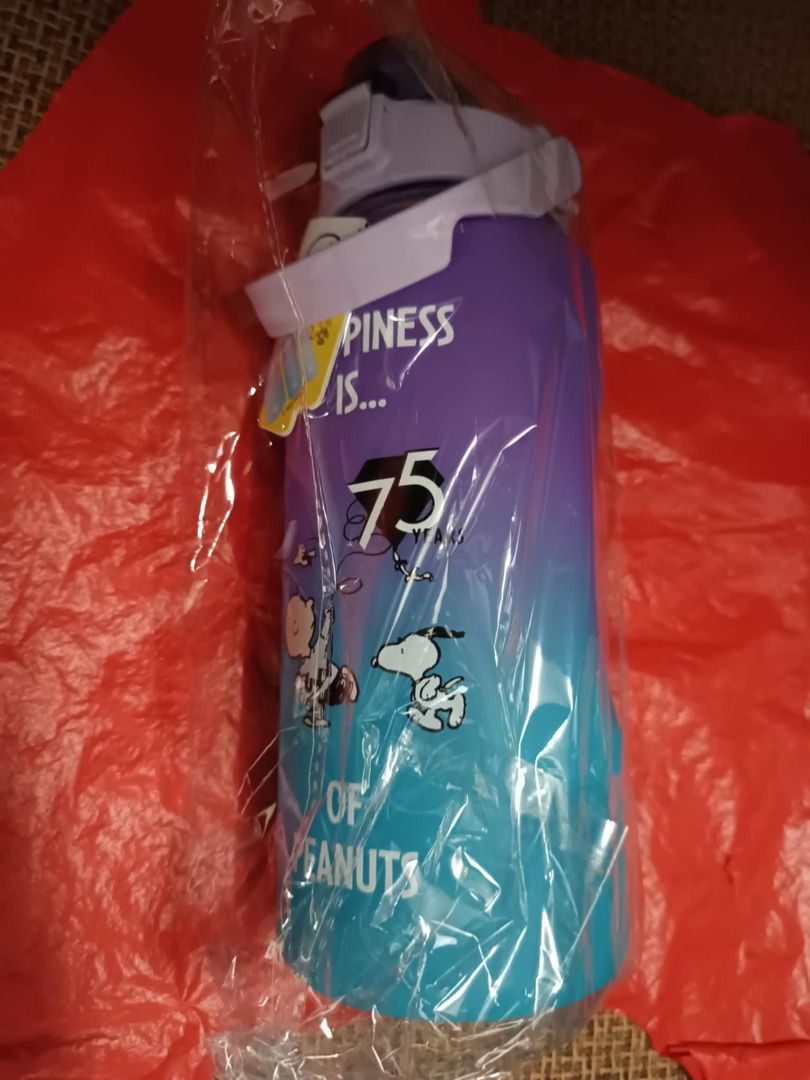 PINESS
IS...
75
YEARS
OF
PEANUTS